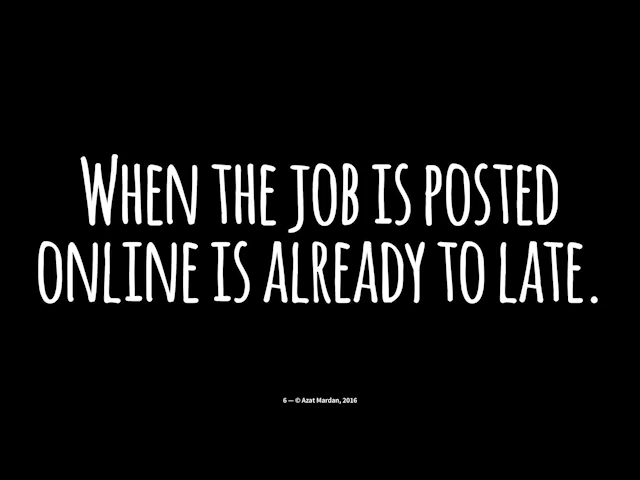 When the job is posted
online is already to late.
6 — © Azat Mardan, 2016